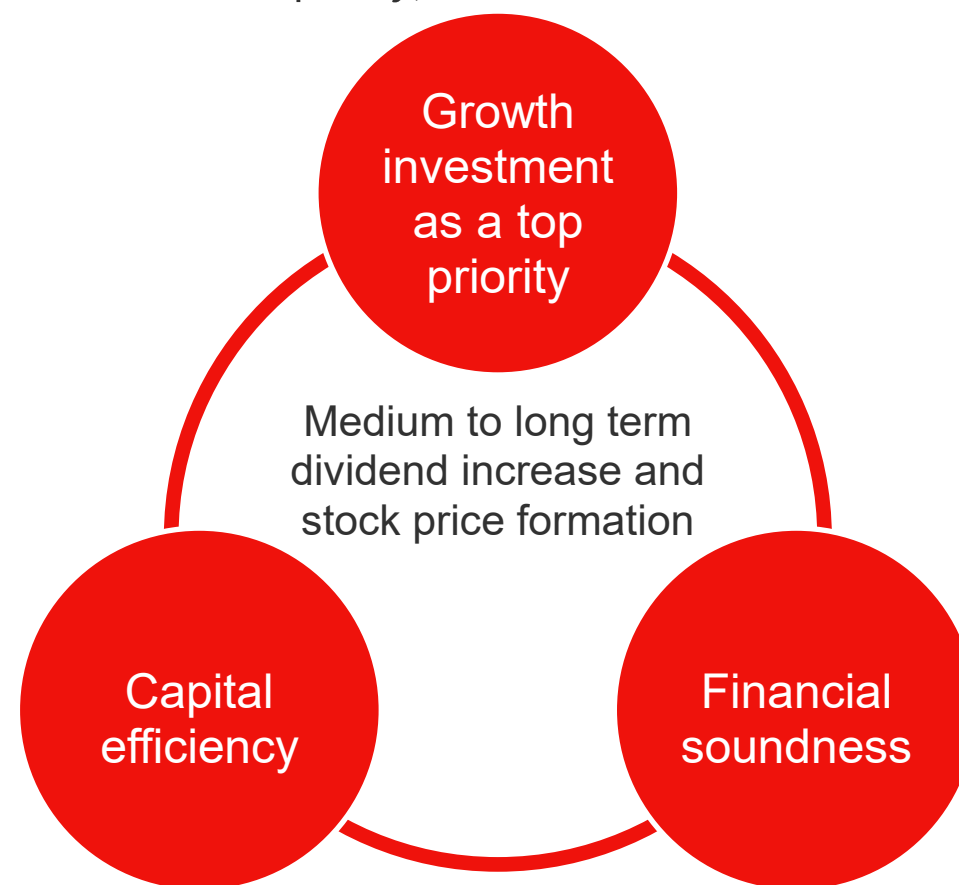 Growth
investment
as a top
priority
Medium to long term
dividend increase and
stock price formation
Capital
efficiency
Financial
soundness